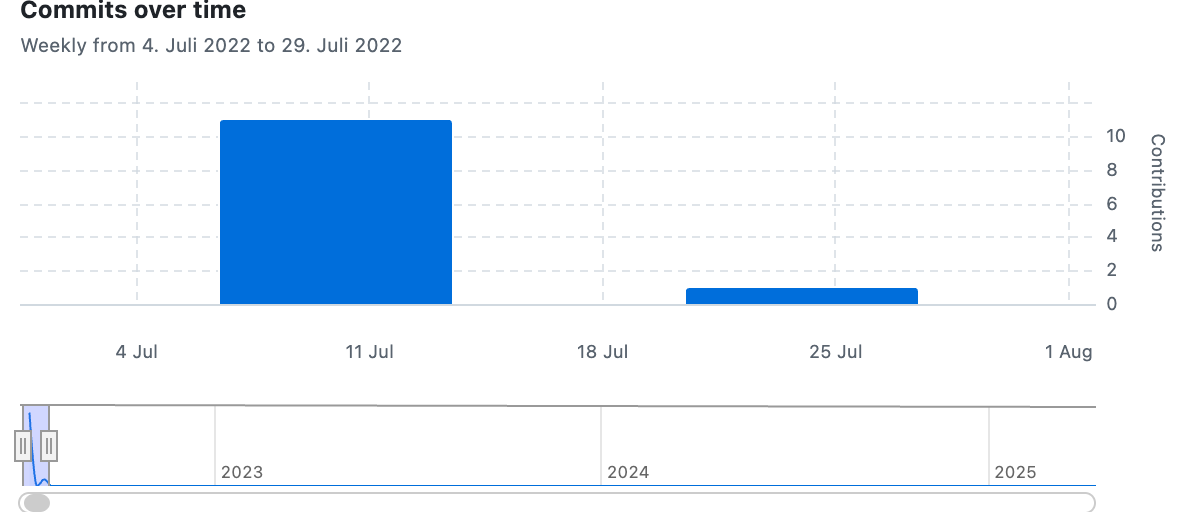 Commits over time
Weekly from 4. Juli 2022 to 29. Juli 2022
10
8
6
4
2
0
Contributions
4 Jul 11 Jul 18 Jul 25 Jul 1 Aug
2023 2024 2025